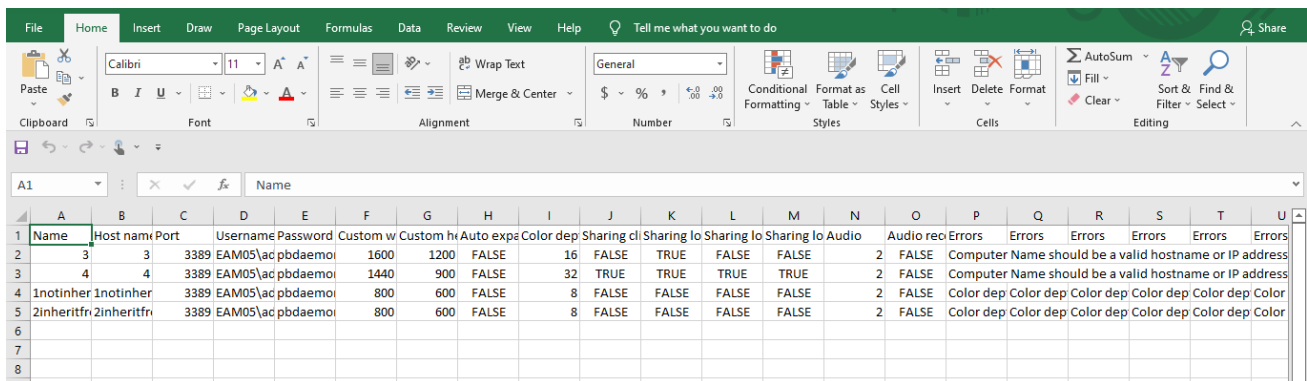 File Home Insert Draw Page Layout Formulas Data Review View Help Tell me what you want to do Share
Calibri 11 A A Wrap Text General $ % , .0 .00 .00 .0
Paste B I U A Merge & Center Conditional Formatting Format as Table Cell Styles Insert Delete Format AutoSum Fill Clear Sort & Filter Find & Select
Clipboard Font Alignment Number Styles Cells Editing
A1 fx Name
A B C D E F G H I J K L M N O P Q R S T U
1 Name Host name Port Username Password Custom w Custom he Auto expa Color dep Sharing cli Sharing lo Sharing lo Sharing lo Audio Audio rec Errors Errors Errors Errors Errors Errors
2 3 3 3389 EAM05\ad pbdaemon 1600 1200 FALSE 16 FALSE TRUE FALSE FALSE 2 FALSE Computer Name should be a valid hostname or IP address
3 4 4 3389 EAM05\ad pbdaemon 1440 900 FALSE 32 TRUE TRUE TRUE TRUE 2 FALSE Computer Name should be a valid hostname or IP address
4 1notinher 1notinher 3389 EAM05\ad pbdaemon 800 600 FALSE 8 FALSE FALSE FALSE FALSE 2 FALSE Color dep Color dep Color dep Color dep Color dep Color
5 2inheritfr 2inheritfr 3389 EAM05\ad pbdaemon 800 600 FALSE 8 FALSE FALSE FALSE FALSE 2 FALSE Color dep Color dep Color dep Color dep Color dep Color
6
7
8